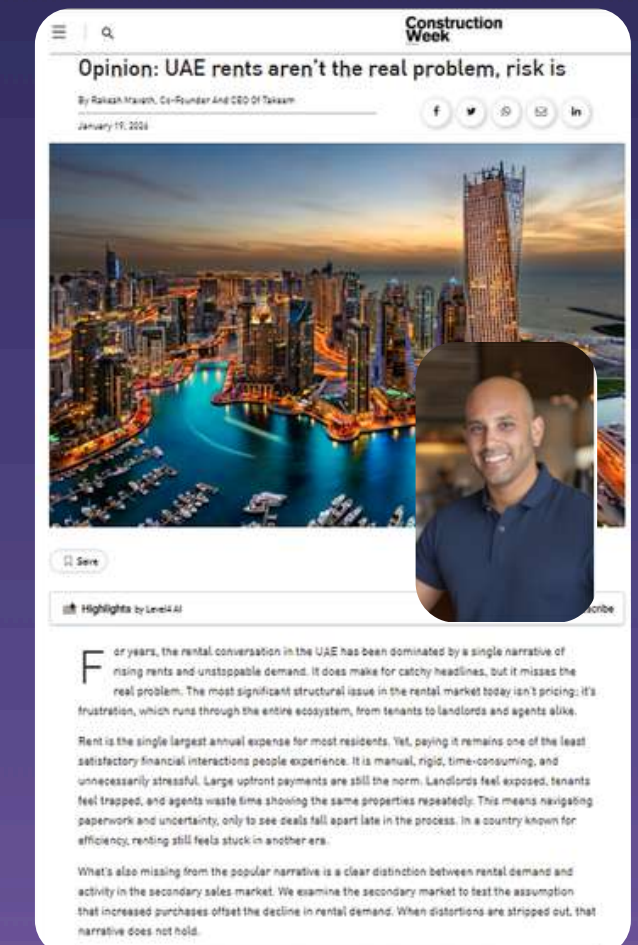 Construction
Week
Opinion: UAE rents aren't the real problem, risk is
By Rakesh Mavath, Co-Founder And CEO Of Takeem
January 19, 2026
Save
Highlights by Level4 AI
For years, the rental conversation in the UAE has been dominated by a single narrative of
rising rents and unstoppable demand. It does make for catchy headlines, but it misses the
real problem. The most significant structural issue in the rental market today isn't pricing; it's
frustration, which runs through the entire ecosystem, from tenants to landlords and agents alike.
Rent is the single largest annual expense for most residents. Yet, paying it remains one of the least
satisfactory financial interactions people experience. It is manual, rigid, time-consuming, and
unnecessarily stressful. Large upfront payments are still the norm. Landlords feel exposed, tenants
feel trapped, and agents waste time showing the same properties repeatedly. This means navigating
paperwork and uncertainty, only to see deals fall apart late in the process. In a country known for
efficiency, renting still feels stuck in another era.
What's also missing from the popular narrative is a clear distinction between rental demand and
activity in the secondary sales market. We examine the secondary market to test the assumption
that increased purchases offset the decline in rental demand. When distortions are stripped out, that
narrative does not hold.